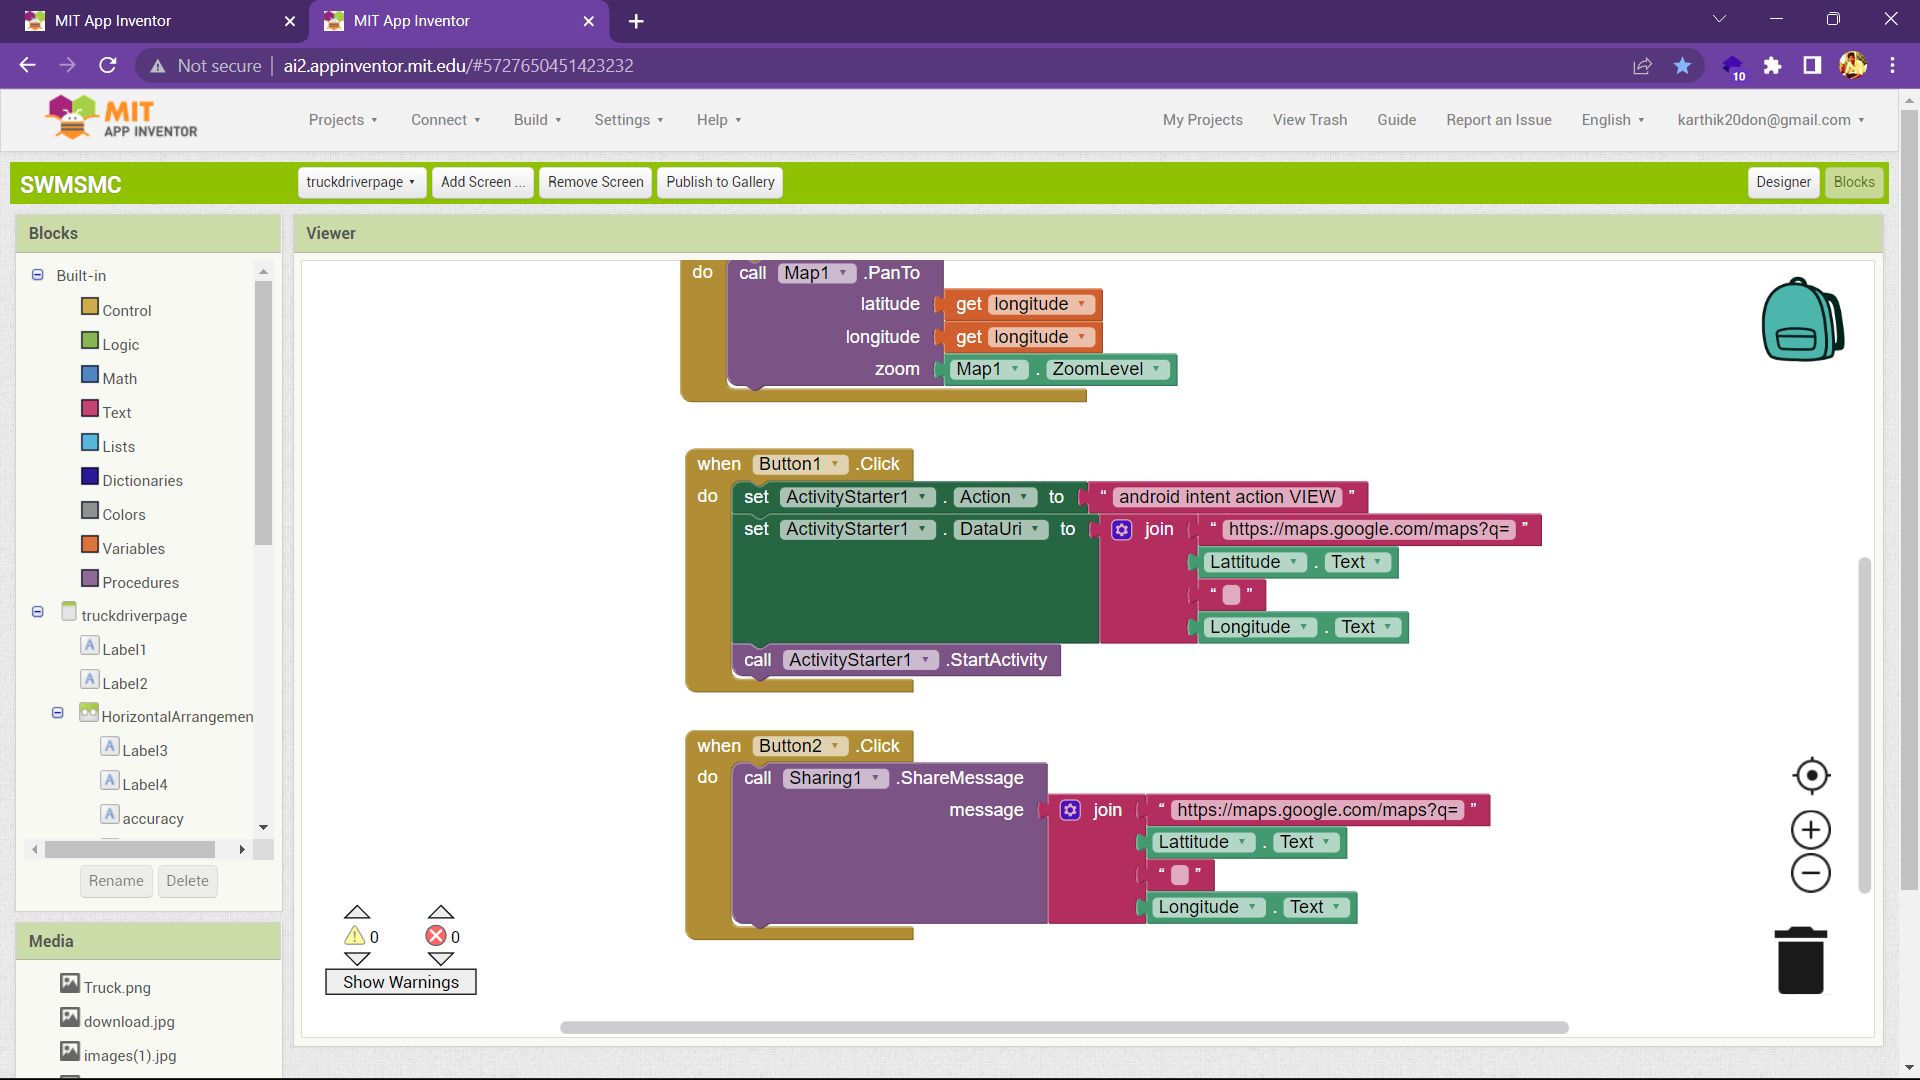 MIT App Inventor
MIT App Inventor
Not secure
ai2.appinventor.mit.edu/#5727650451423232
10
MIT
APP INVENTOR
Projects
Connect
Build
Settings
Help
My Projects
View Trash
Guide
Report an Issue
English
karthik20don@gmail.com
SWMSMC
truckdriverpage
Add Screen ...
Remove Screen
Publish to Gallery
Designer
Blocks
Blocks
Built-in
Control
Logic
Math
Text
Lists
Dictionaries
Colors
Variables
Procedures
truckdriverpage
A Label1
A Label2
HorizontalArrangemen
A Label3
A Label4
A accuracy
Rename
Delete
Media
Truck.png
download.jpg
images(1).jpg
Viewer
do call Map1 .PanTo
latitude get longitude
longitude get longitude
zoom Map1 . ZoomLevel
when Button1 .Click
do set ActivityStarter1 . Action to “ android intent action VIEW ”
set ActivityStarter1 . DataUri to join “ https://maps.google.com/maps?q= ”
Lattitude . Text
“ ”
Longitude . Text
call ActivityStarter1 .StartActivity
when Button2 .Click
do call Sharing1 .ShareMessage
message join “ https://maps.google.com/maps?q= ”
Lattitude . Text
“ ”
Longitude . Text
0
0
Show Warnings